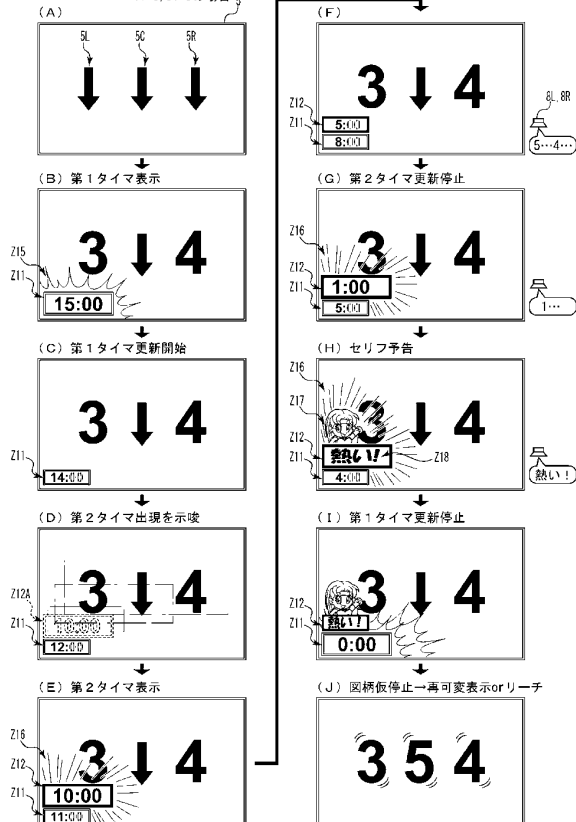 (A)
5L 5C 5R
(B) 第1タイマ表示
3 4
Z15
Z11
15:00
(C) 第1タイマ更新開始
3 4
Z11
14:00
(D) 第2タイマ出現を示唆
3 4
Z12A
Z11
10:00
12:00
(E) 第2タイマ表示
Z16
3 4
Z12
10:00
Z11
11:00
(F)
3 4
8L, 8R
Z12
5:00
Z11
8:00
5…4…
(G) 第2タイマ更新停止
Z16
3 4
Z12
1:00
Z11
5:00
1…
(H) セリフ予告
Z16
Z17
3 4
Z12
熱い!
Z18
Z11
4:00
熱い!
(I) 第1タイマ更新停止
3 4
Z12
熱い!
Z11
0:00
(J) 図柄仮停止→再可変表示orリーチ
3 5 4